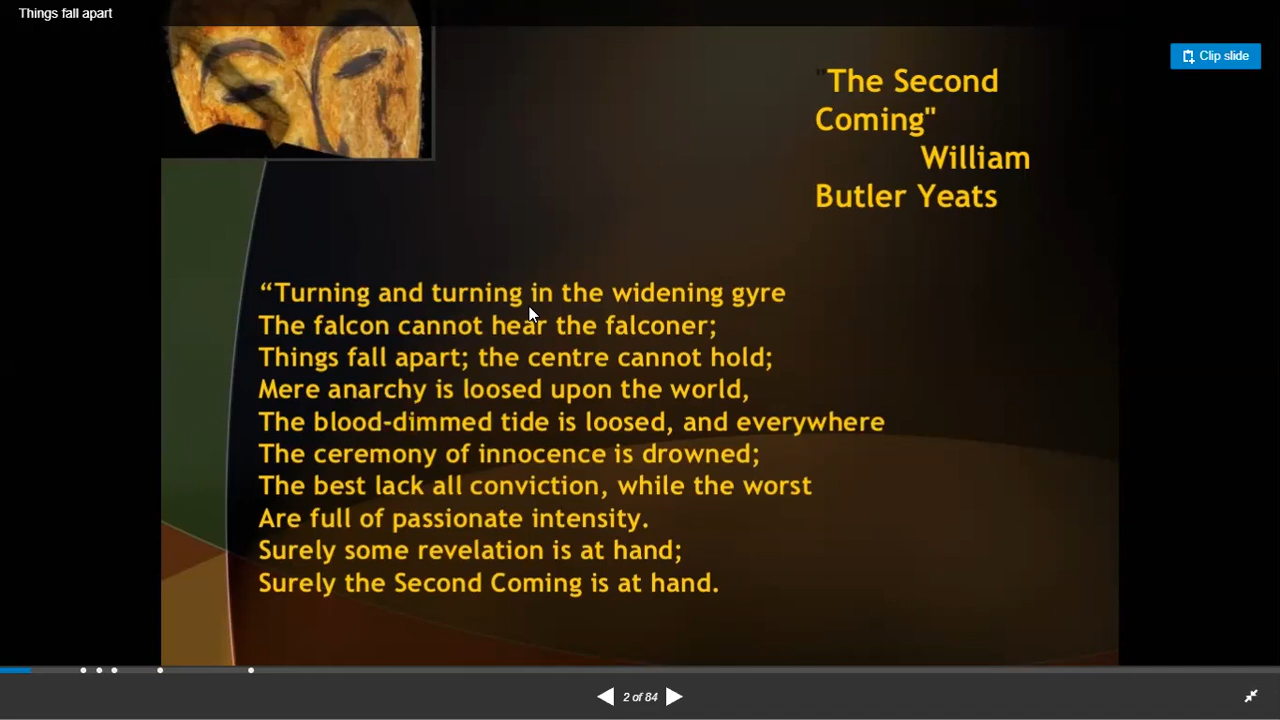 Things fall apart
Clip slide
"The Second
Coming"
William
Butler Yeats
“Turning and turning in the widening gyre
The falcon cannot hear the falconer;
Things fall apart; the centre cannot hold;
Mere anarchy is loosed upon the world,
The blood-dimmed tide is loosed, and everywhere
The ceremony of innocence is drowned;
The best lack all conviction, while the worst
Are full of passionate intensity.
Surely some revelation is at hand;
Surely the Second Coming is at hand.
2 of 84